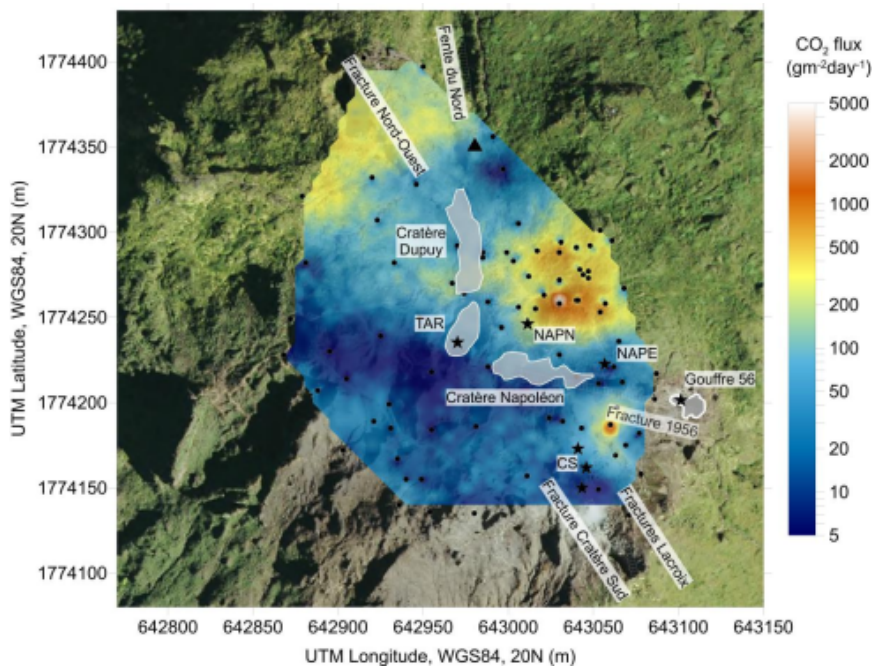 CO₂ flux
(gm⁻²day⁻¹)
5000
2000
1000
500
200
100
50
20
10
5
UTM Latitude, WGS84, 20N (m)
1774400
1774350
1774300
1774250
1774200
1774150
1774100
Fracture Nord-Ouest
Fente du Nord
Cratère
Dupuy
TAR
NAPN
NAPE
Gouffre 56
Cratère Napoléon
Fracture 1956
CS
Fracture Cratère Sud
Fractures Lacroix
642800
642850
642900
642950
643000
643050
643100
643150
UTM Longitude, WGS84, 20N (m)